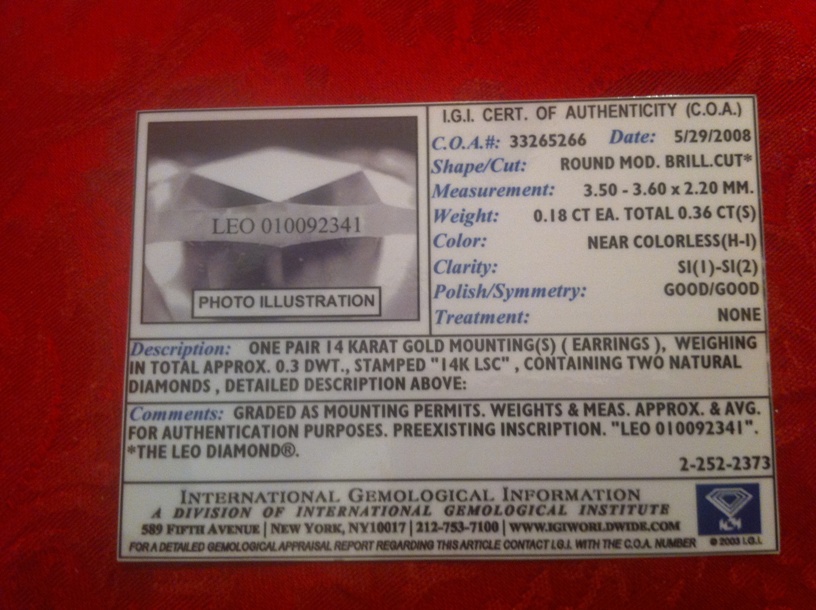 LEO 010092341
PHOTO ILLUSTRATION
I.G.I. CERT. OF AUTHENTICITY (C.O.A.)
C.O.A.#: 33265266 Date: 5/29/2008
Shape/Cut: ROUND MOD. BRILL.CUT*
Measurement: 3.50 - 3.60 x 2.20 MM.
Weight: 0.18 CT EA. TOTAL 0.36 CT(S)
Color: NEAR COLORLESS(H-I)
Clarity: SI(1)-SI(2)
Polish/Symmetry: GOOD/GOOD
Treatment: NONE
Description: ONE PAIR 14 KARAT GOLD MOUNTING(S) ( EARRINGS ), WEIGHING
IN TOTAL APPROX. 0.3 DWT., STAMPED "14K LSC" , CONTAINING TWO NATURAL
DIAMONDS , DETAILED DESCRIPTION ABOVE:
Comments: GRADED AS MOUNTING PERMITS. WEIGHTS & MEAS. APPROX. & AVG.
FOR AUTHENTICATION PURPOSES. PREEXISTING INSCRIPTION. "LEO 010092341".
*THE LEO DIAMOND®.
2-252-2373
INTERNATIONAL GEMOLOGICAL INFORMATION
A DIVISION OF INTERNATIONAL GEMOLOGICAL INSTITUTE
589 FIFTH AVENUE | NEW YORK, NY10017 | 212-753-7100 | WWW.IGIWORLDWIDE.COM
FOR A DETAILED GEMOLOGICAL APPRAISAL REPORT REGARDING THIS ARTICLE CONTACT I.G.I. WITH THE C.O.A. NUMBER
© 2003 I.G.I.